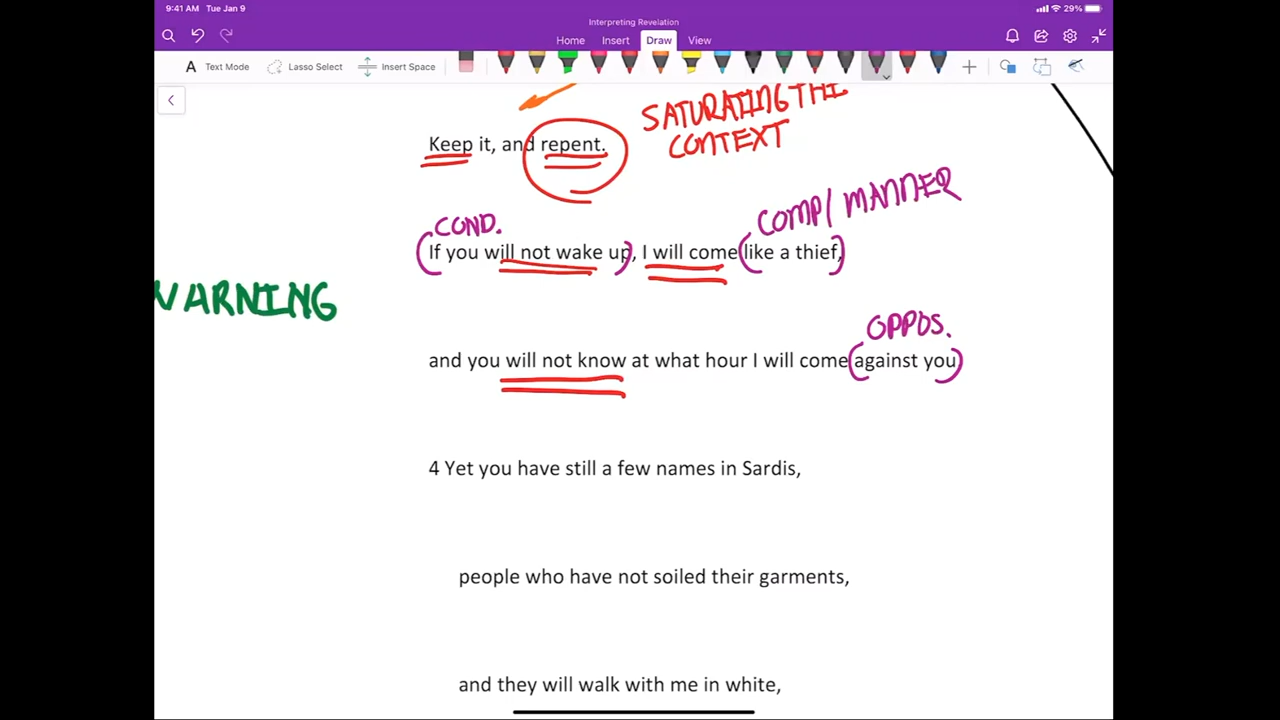 9:41 AM Tue Jan 9
29%
Interpreting Revelation
Home Insert Draw View
Text Mode Lasso Select Insert Space
SATURATING THI
CONTEXT
Keep it, and repent.
COMP/ MANNER
COND.
If you will not wake up, I will come like a thief,
VARNING
OPPOS.
and you will not know at what hour I will come against you
4 Yet you have still a few names in Sardis,
people who have not soiled their garments,
and they will walk with me in white,